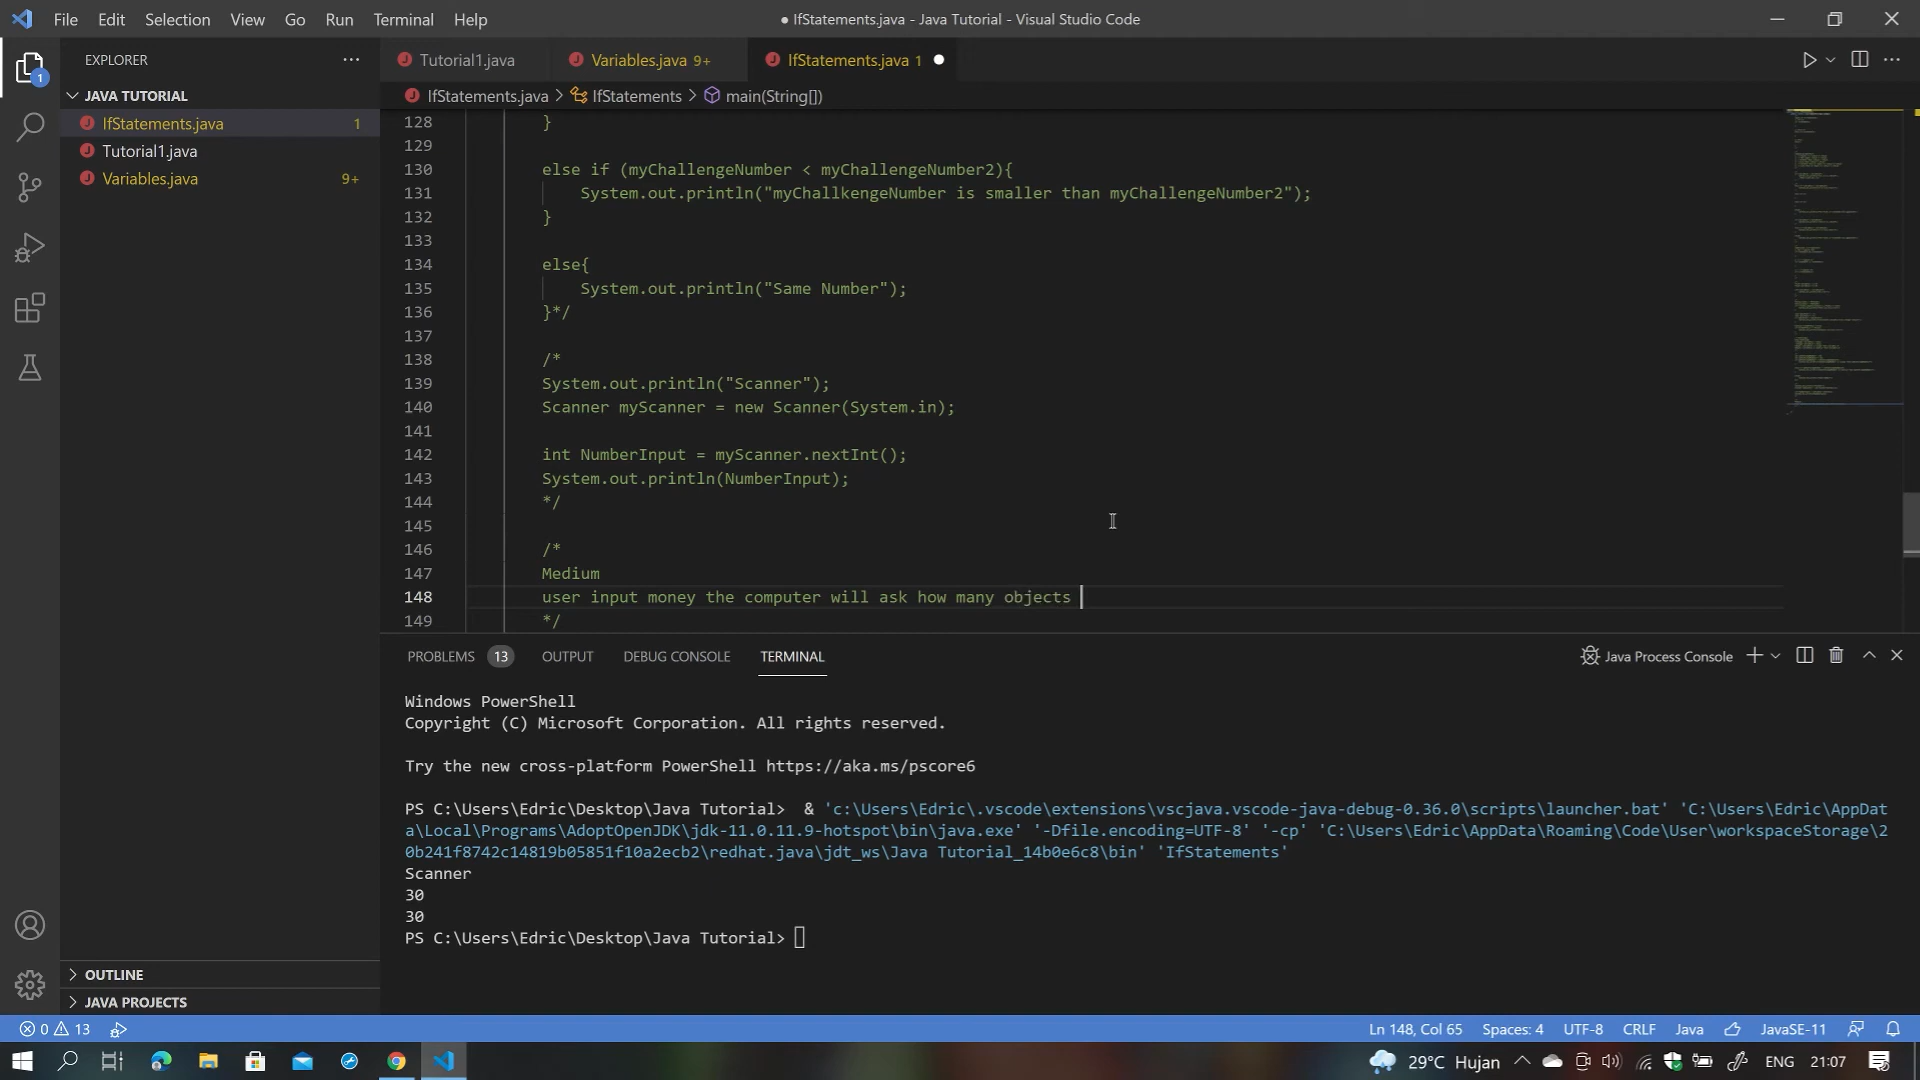 File Edit Selection View Go Run Terminal Help
● IfStatements.java - Java Tutorial - Visual Studio Code
EXPLORER
JAVA TUTORIAL
IfStatements.java 1
Tutorial1.java
Variables.java 9+
OUTLINE
JAVA PROJECTS
1
Tutorial1.java
Variables.java 9+
IfStatements.java 1
IfStatements.java > IfStatements > main(String[])
128 }
129
130 else if (myChallengeNumber < myChallengeNumber2){
131 System.out.println("myChallkengeNumber is smaller than myChallengeNumber2");
132 }
133
134 else{
135 System.out.println("Same Number");
136 }*/
137
138 /*
139 System.out.println("Scanner");
140 Scanner myScanner = new Scanner(System.in);
141
142 int NumberInput = myScanner.nextInt();
143 System.out.println(NumberInput);
144 */
145
146 /*
147 Medium
148 user input money the computer will ask how many objects
149 */
PROBLEMS 13 OUTPUT DEBUG CONSOLE TERMINAL
Java Process Console
Windows PowerShell
Copyright (C) Microsoft Corporation. All rights reserved.
Try the new cross-platform PowerShell https://aka.ms/pscore6
PS C:\Users\Edric\Desktop\Java Tutorial> & 'c:\Users\Edric\.vscode\extensions\vscjava.vscode-java-debug-0.36.0\scripts\launcher.bat' 'C:\Users\Edric\AppDat
a\Local\Programs\AdoptOpenJDK\jdk-11.0.11.9-hotspot\bin\java.exe' '-Dfile.encoding=UTF-8' '-cp' 'C:\Users\Edric\AppData\Roaming\Code\User\workspaceStorage\2
0b241f8742c14819b05851f10a2ecb2\redhat.java\jdt_ws\Java Tutorial_14b0e6c8\bin' 'IfStatements'
Scanner
30
30
PS C:\Users\Edric\Desktop\Java Tutorial>
0 13
Ln 148, Col 65 Spaces: 4 UTF-8 CRLF Java JavaSE-11
29°C Hujan ENG 21:07